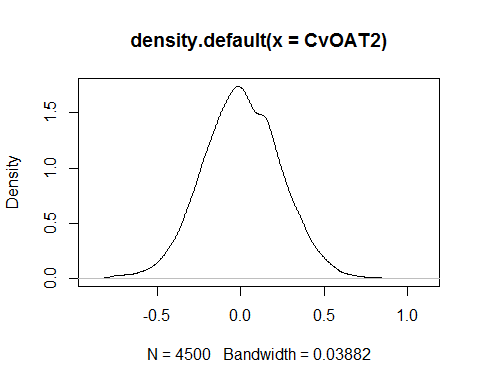 density.default(x = CvOAT2)
Density
0.0 0.5 1.0 1.5
-0.5 0.0 0.5 1.0
N = 4500 Bandwidth = 0.03882